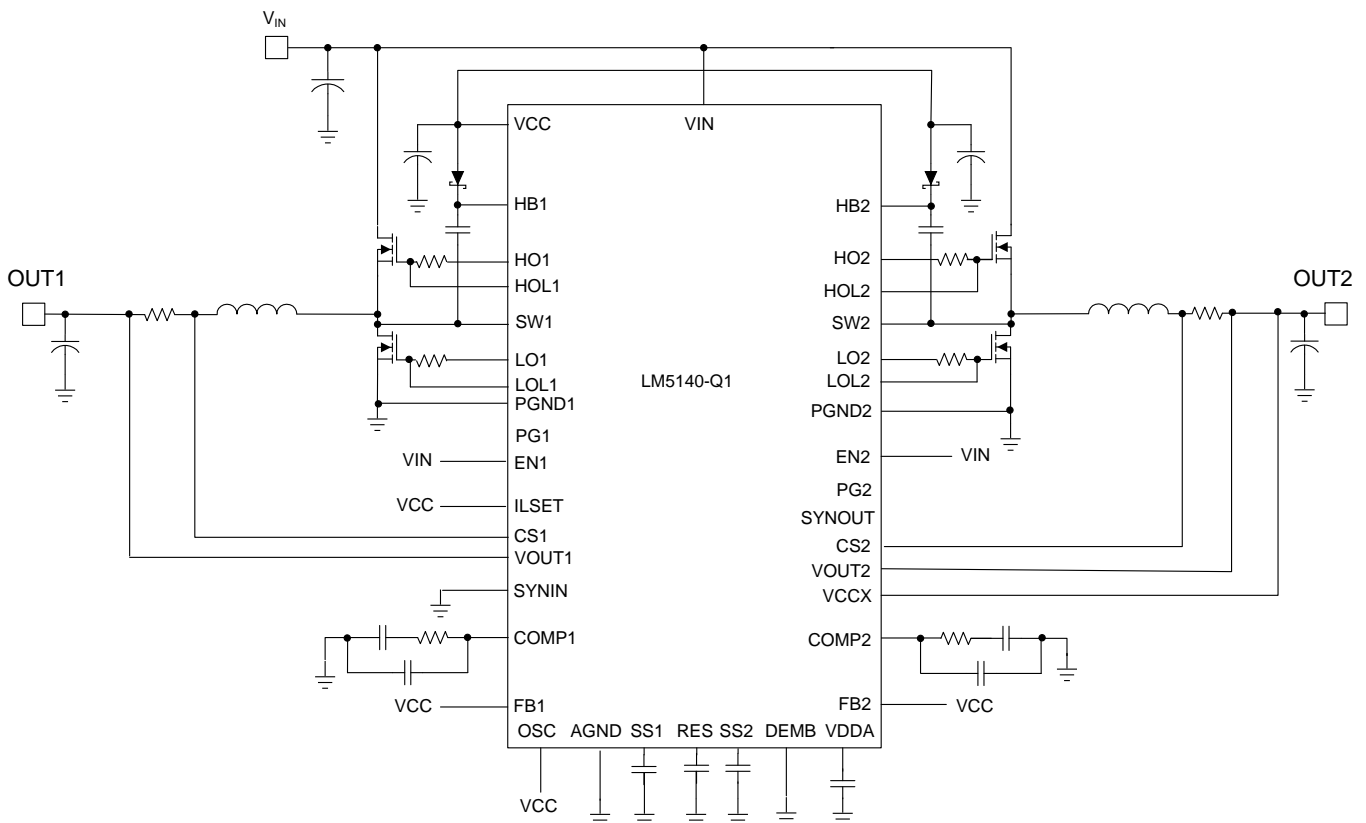 VIN
VCC
VIN
HB1
HB2
HO1
HO2
HOL1
HOL2
OUT1
OUT2
SW1
SW2
LO1
LO2
LM5140-Q1
LOL1
LOL2
PGND1
PGND2
PG1
VIN
EN1
EN2
VIN
PG2
VCC
ILSET
SYNOUT
CS1
CS2
VOUT1
VOUT2
SYNIN
VCCX
COMP1
COMP2
VCC
FB1
FB2
VCC
OSC
AGND
SS1
RES
SS2
DEMB
VDDA
VCC